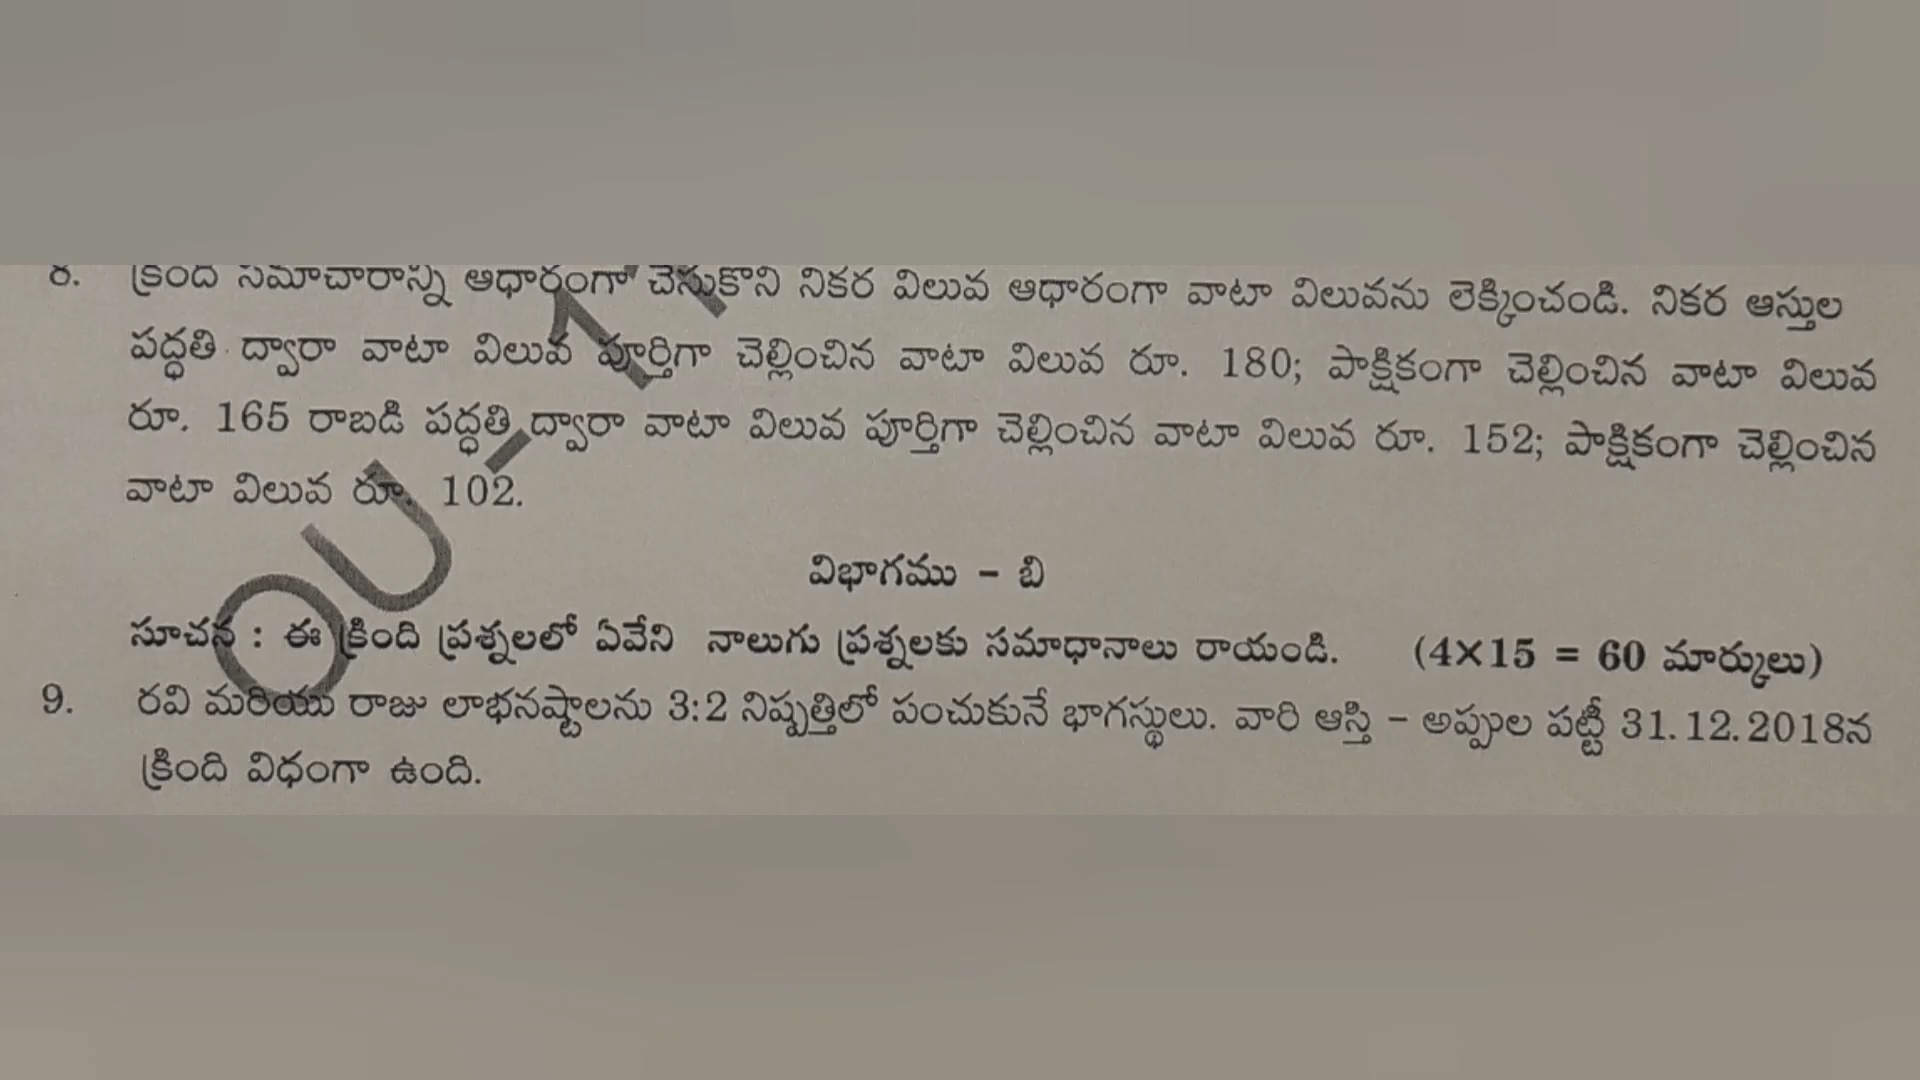 8. క్రింది సమాచారాన్ని ఆధారంగా చేసుకొని నికర విలువ ఆధారంగా వాటా విలువను లెక్కించండి. నికర ఆస్తుల
పద్ధతి ద్వారా వాటా విలువ పూర్తిగా చెల్లించిన వాటా విలువ రూ. 180; పాక్షికంగా చెల్లించిన వాటా విలువ
రూ. 165 రాబడి పద్ధతి ద్వారా వాటా విలువ పూర్తిగా చెల్లించిన వాటా విలువ రూ. 152; పాక్షికంగా చెల్లించిన
వాటా విలువ రూ. 102.
విభాగము - బి
సూచన : ఈ క్రింది ప్రశ్నలలో ఏవేని నాలుగు ప్రశ్నలకు సమాధానాలు రాయండి. (4×15 = 60 మార్కులు)
9. రవి మరియు రాజు లాభనష్టాలను 3:2 నిష్పత్తిలో పంచుకునే భాగస్థులు. వారి ఆస్తి - అప్పుల పట్టీ 31.12.2018న
క్రింది విధంగా ఉంది.
OU -